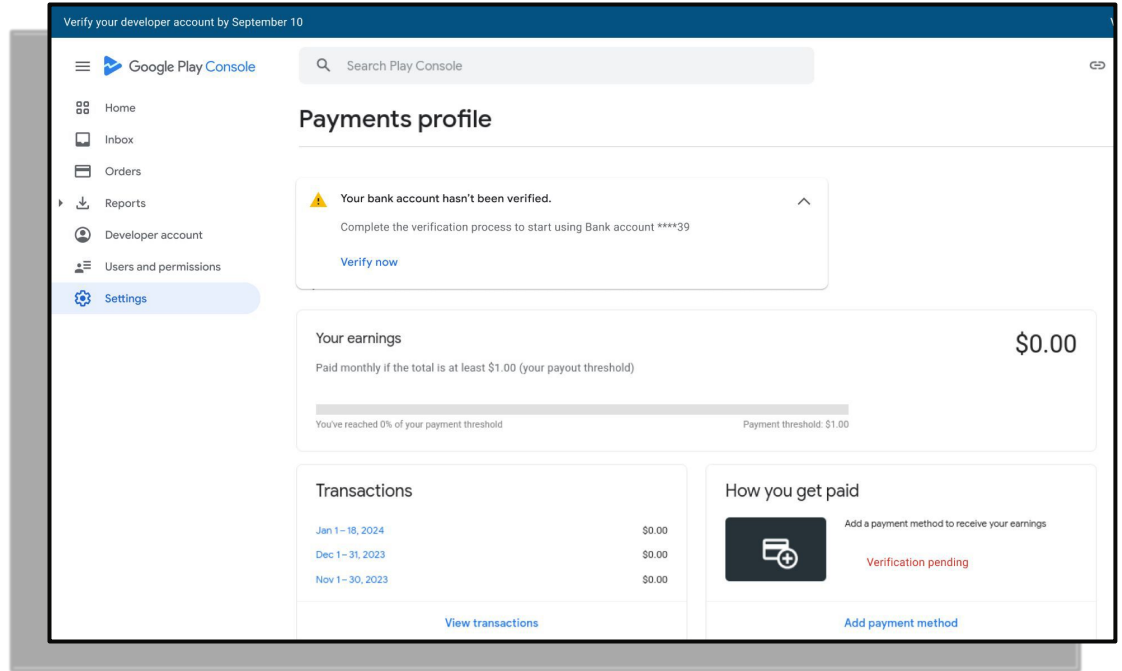 Verify your developer account by September 10
Google Play Console
Search Play Console
Home
Inbox
Orders
Reports
Developer account
Users and permissions
Settings
Payments profile
Your bank account hasn't been verified.
Complete the verification process to start using Bank account ****39
Verify now
Your earnings
$0.00
Paid monthly if the total is at least $1.00 (your payout threshold)
You've reached 0% of your payment threshold
Payment threshold: $1.00
Transactions
Jan 1 – 18, 2024 $0.00
Dec 1 – 31, 2023 $0.00
Nov 1 – 30, 2023 $0.00
View transactions
How you get paid
Add a payment method to receive your earnings
Verification pending
Add payment method